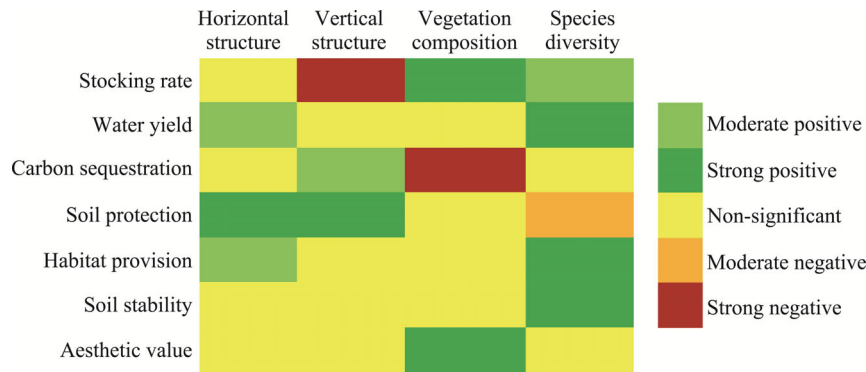 Horizontal structure
Vertical structure
Vegetation composition
Species diversity
Stocking rate
Water yield
Carbon sequestration
Soil protection
Habitat provision
Soil stability
Aesthetic value
Moderate positive
Strong positive
Non-significant
Moderate negative
Strong negative